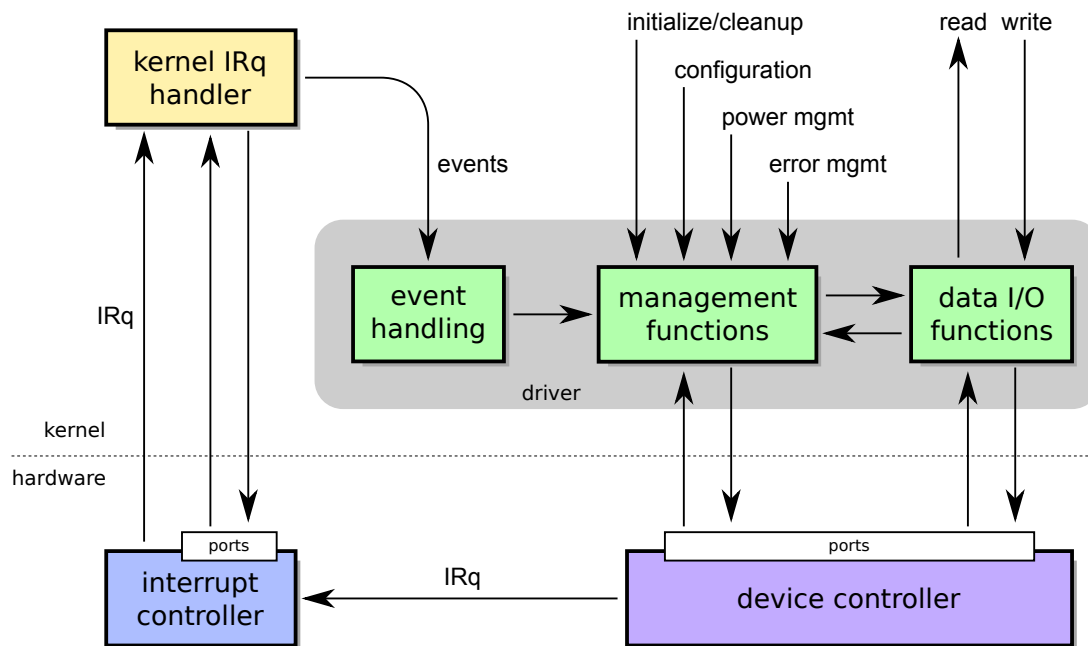 initialize/cleanup
read write
kernel IRq
handler
configuration
power mgmt
events
error mgmt
event
handling
management
functions
data I/O
functions
IRq
driver
kernel
hardware
ports
ports
interrupt
controller
IRq
device controller